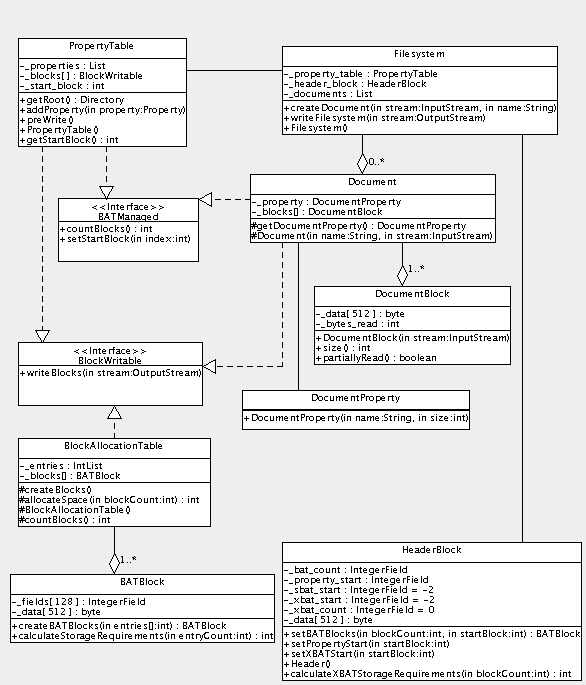 PropertyTable
-_properties : List
-_blocks[] : BlockWritable
-_start_block : int
+getRoot() : Directory
+addProperty(in property:Property)
+preWrite()
+PropertyTable()
+getStartBlock() : int
Filesystem
-_property_table : PropertyTable
-_header_block : HeaderBlock
-_documents : List
+createDocument(in stream:InputStream, in name:String)
+writeFilesystem(in stream:OutputStream)
+Filesystem()
0..*
<<Interface>>
BATManaged
+countBlocks() : int
+setStartBlock(in index:int)
Document
-_property : DocumentProperty
-_blocks[] : DocumentBlock
#getDocumentProperty() : DocumentProperty
#Document(in name:String, in stream:InputStream)
1..*
DocumentBlock
-_data[512] : byte
-_bytes_read : int
+DocumentBlock(in stream:InputStream)
+size() : int
+partiallyRead() : boolean
<<Interface>>
BlockWritable
+writeBlocks(in stream:OutputStream)
DocumentProperty
+DocumentProperty(in name:String, in size:int)
BlockAllocationTable
-_entries : IntList
-_blocks[] : BATBlock
#createBlocks()
#allocateSpace(in blockCount:int) : int
#BlockAllocationTable()
#countBlocks() : int
1..*
BATBlock
-_fields[128] : IntegerField
-_data[512] : byte
+createBATBlocks(in entries[]:int) : BATBlock
+calculateStorageRequirements(in entryCount:int) : int
HeaderBlock
-_bat_count : IntegerField
-_property_start : IntegerField
-_sbat_start : IntegerField = -2
-_xbat_start : IntegerField = -2
-_xbat_count : IntegerField = 0
-_data[512] : byte
+setBATBlocks(in blockCount:int, in startBlock:int) : BATBlock
+setPropertyStart(in startBlock:int)
+setXBATStart(in startBlock:int)
+Header()
+calculateXBATStorageRequirements(in blockCount:int) : int